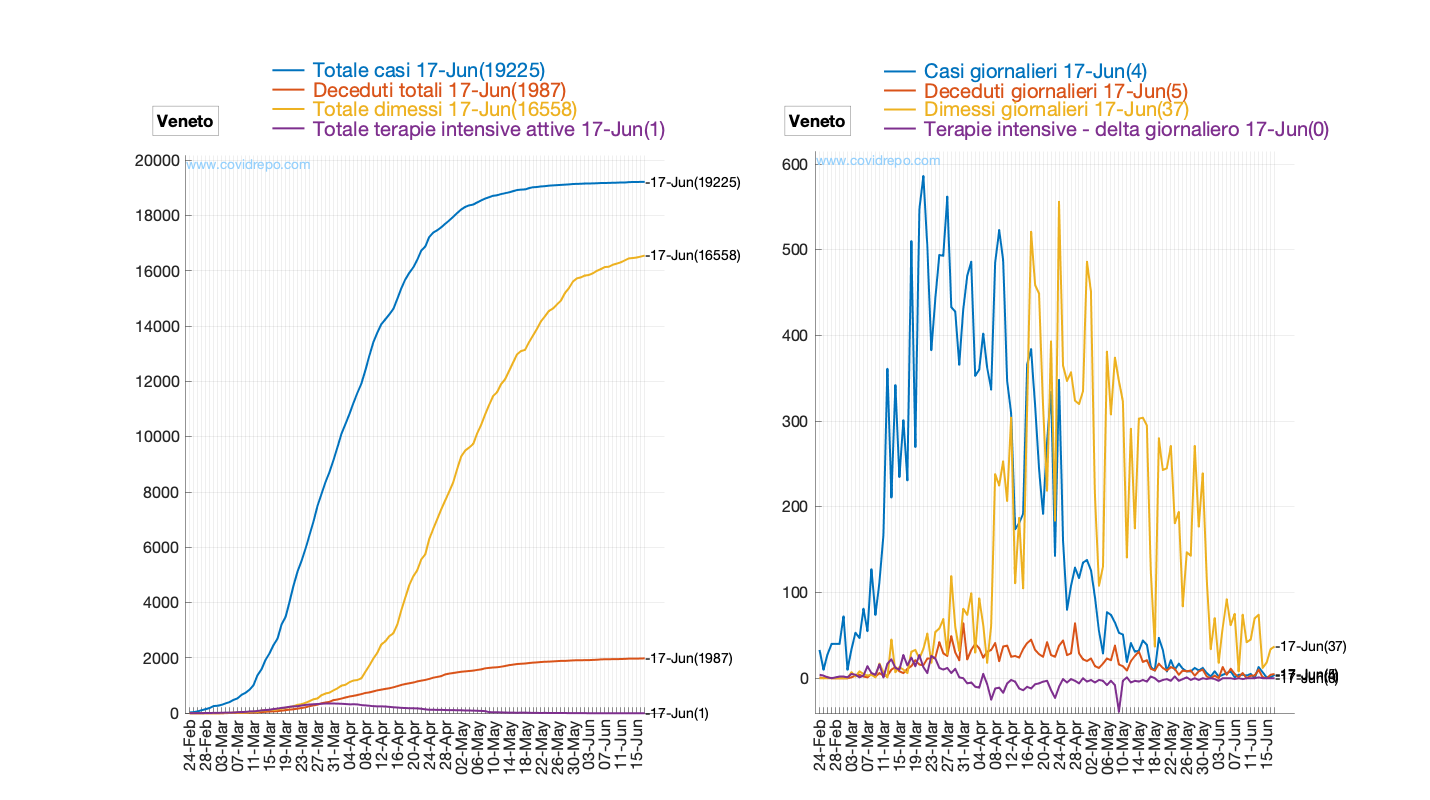 Totale casi 17-Jun(19225)
Deceduti totali 17-Jun(1987)
Totale dimessi 17-Jun(16558)
Totale terapie intensive attive 17-Jun(1)
Veneto
www.covidrepo.com
20000
18000
16000
14000
12000
10000
8000
6000
4000
2000
0
-17-Jun(19225)
-17-Jun(16558)
-17-Jun(1987)
-17-Jun(1)
24-Feb
28-Feb
03-Mar
07-Mar
11-Mar
15-Mar
19-Mar
23-Mar
27-Mar
31-Mar
04-Apr
08-Apr
12-Apr
16-Apr
20-Apr
24-Apr
28-Apr
02-May
06-May
10-May
14-May
18-May
22-May
26-May
30-May
03-Jun
07-Jun
11-Jun
15-Jun
Casi giornalieri 17-Jun(4)
Deceduti giornalieri 17-Jun(5)
Dimessi giornalieri 17-Jun(37)
Terapie intensive - delta giornaliero 17-Jun(0)
Veneto
www.covidrepo.com
600
500
400
300
200
100
0
-17-Jun(37)
24-Feb
28-Feb
03-Mar
07-Mar
11-Mar
15-Mar
19-Mar
23-Mar
27-Mar
31-Mar
04-Apr
08-Apr
12-Apr
16-Apr
20-Apr
24-Apr
28-Apr
02-May
06-May
10-May
14-May
18-May
22-May
26-May
30-May
03-Jun
07-Jun
11-Jun
15-Jun